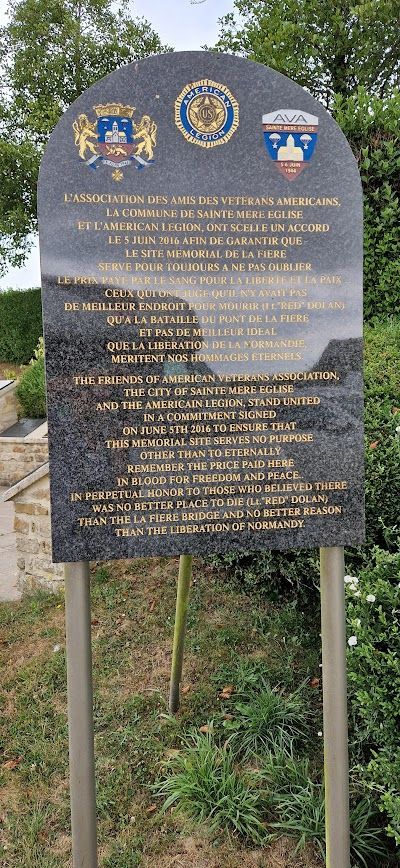 AMERICAN
US
LEGION
AVA
SAINTE MERE EGLISE
5-6 JUIN
1944
L'ASSOCIATION DES AMIS DES VETERANS AMERICAINS,
LA COMMUNE DE SAINTE MERE EGLISE
ET L'AMERICAN LEGION, ONT SCELLE UN ACCORD
LE 5 JUIN 2016 AFIN DE GARANTIR QUE
LE SITE MEMORIAL DE LA FIERE
SERVE POUR TOUJOURS A NE PAS OUBLIER
LE PRIX PAYE PAR LE SANG POUR LA LIBERTE ET LA PAIX
CEUX QUI ONT JUGE QU'IL N'Y AVAIT PAS
DE MEILLEUR ENDROIT POUR MOURIR (Lt."RED" DOLAN)
QU'A LA BATAILLE DU PONT DE LA FIERE
ET PAS DE MEILLEUR IDEAL
QUE LA LIBERATION DE LA NORMANDIE,
MERITENT NOS HOMMAGES ETERNELS.
THE FRIENDS OF AMERICAN VETERANS ASSOCIATION,
THE CITY OF SAINTE MERE EGLISE
AND THE AMERICAIN LEGION, STAND UNITED
IN A COMMITMENT SIGNED
ON JUNE 5TH 2016 TO ENSURE THAT
THIS MEMORIAL SITE SERVES NO PURPOSE
OTHER THAN TO ETERNALLY
REMEMBER THE PRICE PAID HERE
IN BLOOD FOR FREEDOM AND PEACE.
IN PERPETUAL HONOR TO THOSE WHO BELIEVED THERE
WAS NO BETTER PLACE TO DIE (Lt."RED" DOLAN)
THAN THE LA FIERE BRIDGE AND NO BETTER REASON
THAN THE LIBERATION OF NORMANDY.